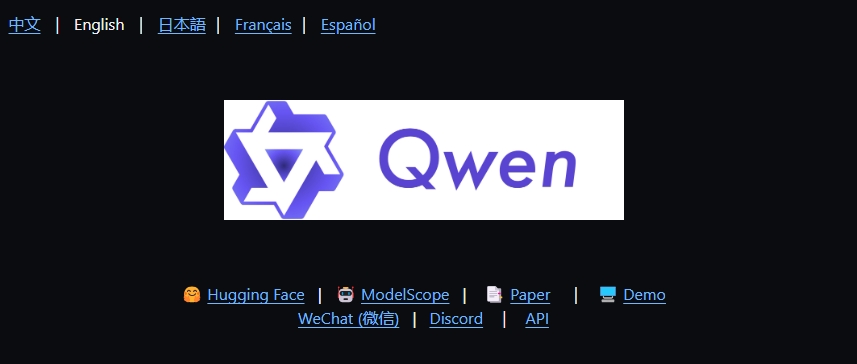 中文 | English | 日本語 | Français | Español
Qwen
🤗 Hugging Face | 🤖 ModelScope | 📑 Paper | 🖥️ Demo
WeChat (微信) | Discord | API